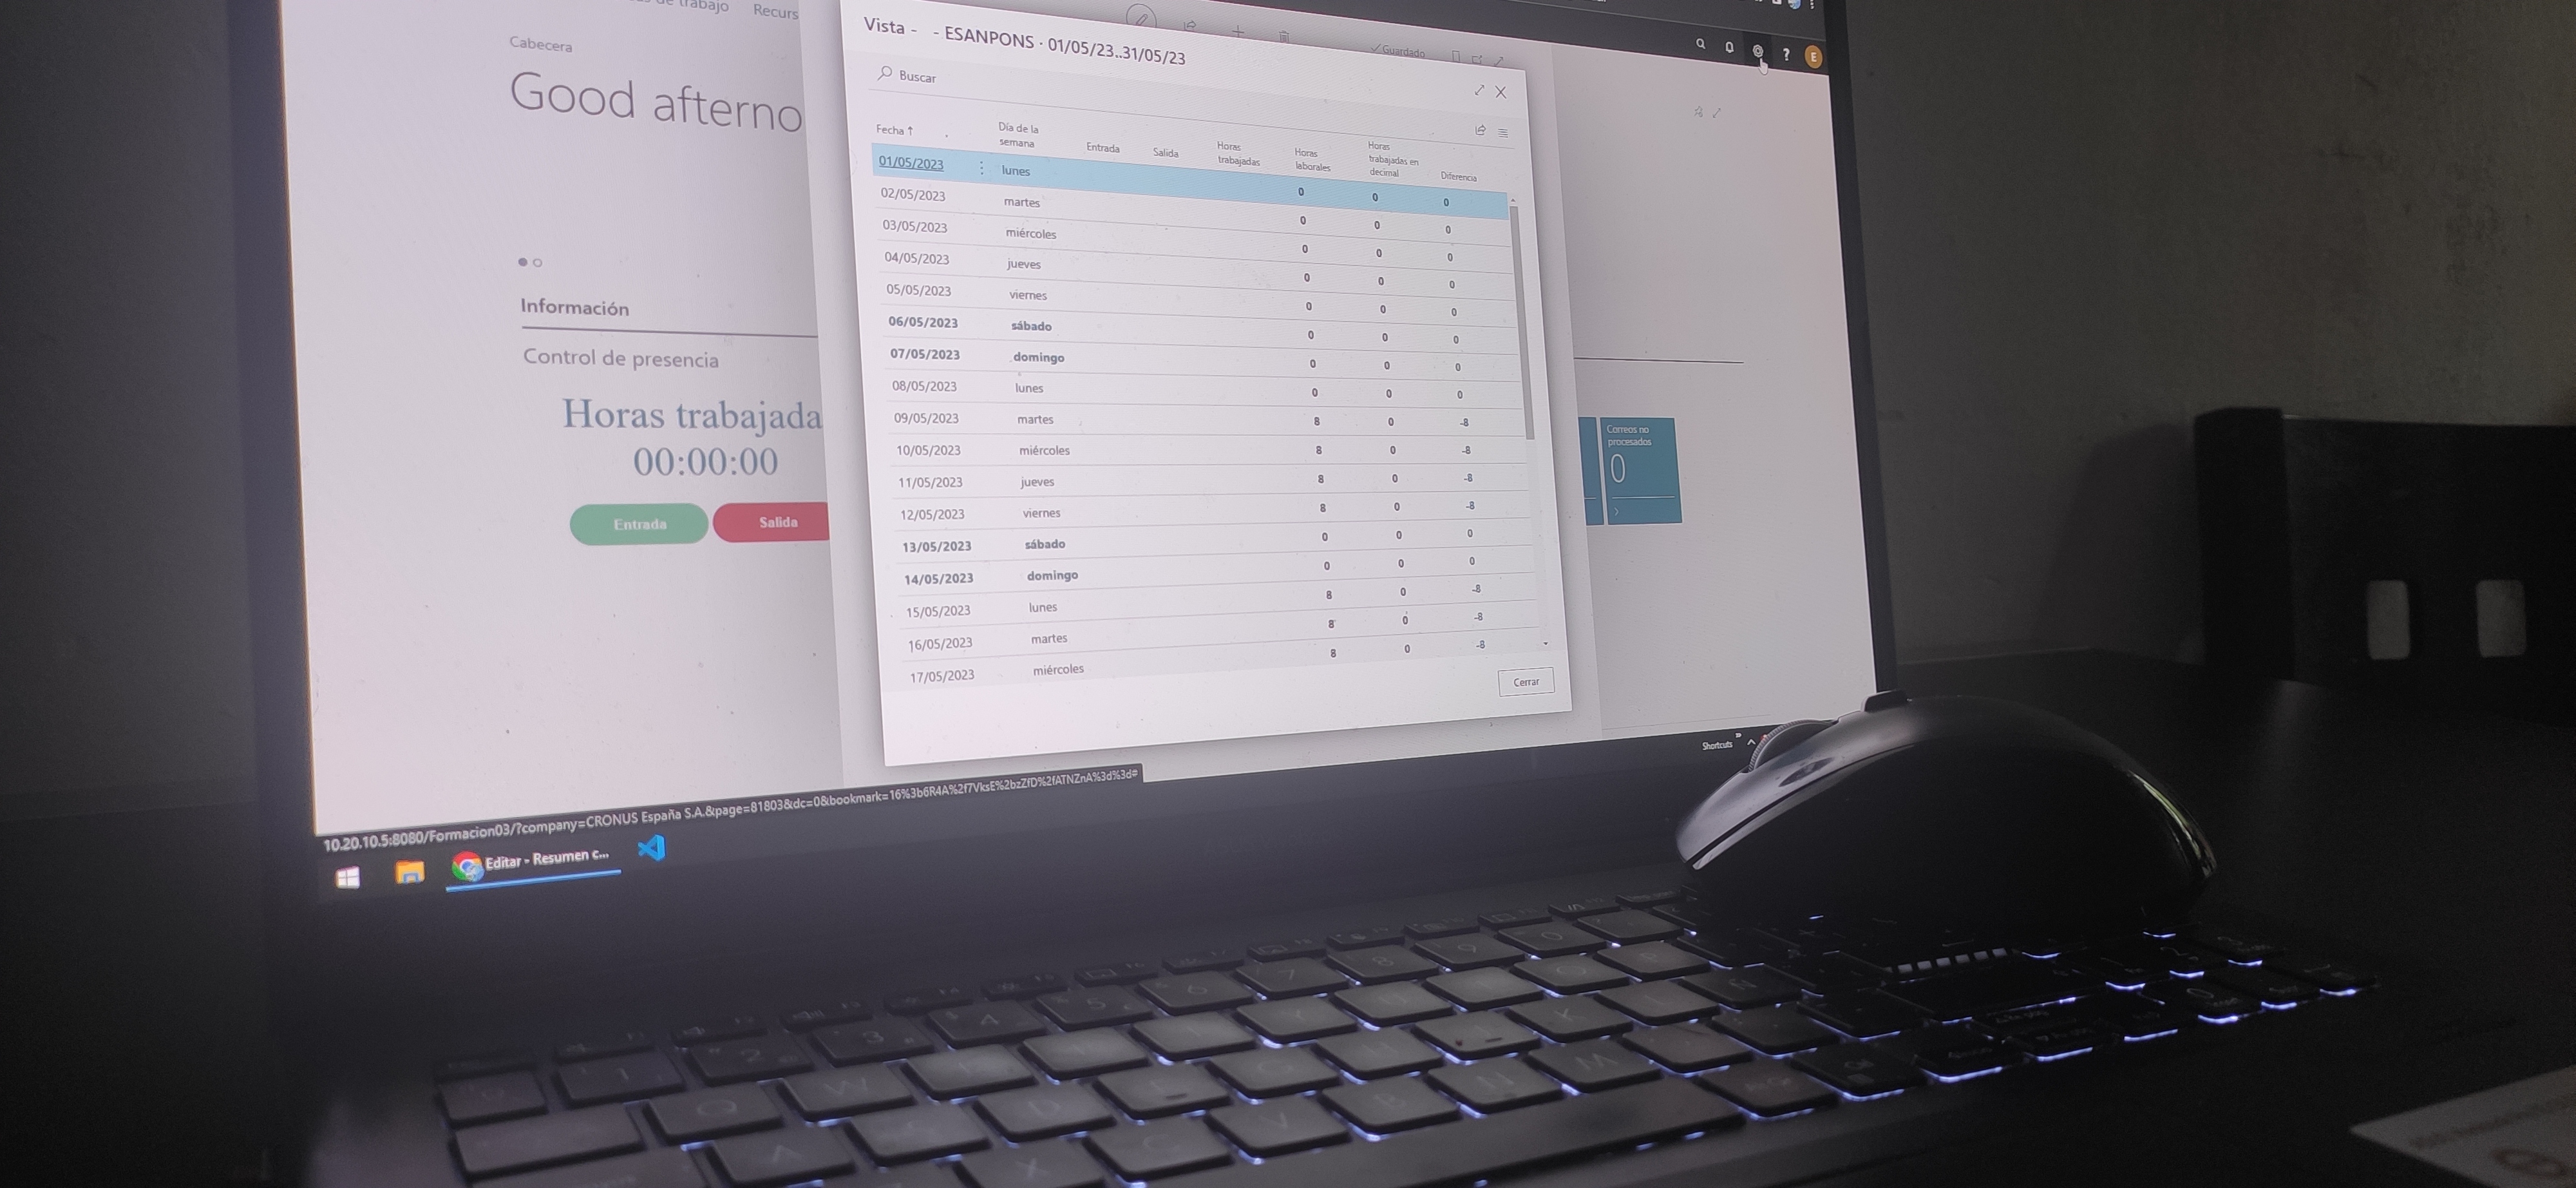 de trabajo Recurs
Cabecera
Good afterno
Información
Control de presencia
Horas trabajada
00:00:00
Entrada Salida
Guardado
Vista - - ESANPONS · 01/05/23..31/05/23
Buscar
Fecha ↑ Día de la semana Entrada Salida Horas trabajadas Horas laborales Horas trabajadas en decimal Diferencia
01/05/2023 lunes 0 0 0
02/05/2023 martes 0 0 0
03/05/2023 miércoles 0 0 0
04/05/2023 jueves 0 0 0
05/05/2023 viernes 0 0 0
06/05/2023 sábado 0 0 0
07/05/2023 domingo 0 0 0
08/05/2023 lunes 0 0 0
09/05/2023 martes 8 0 -8
10/05/2023 miércoles 8 0 -8
11/05/2023 jueves 8 0 -8
12/05/2023 viernes 8 0 -8
13/05/2023 sábado 0 0 0
14/05/2023 domingo 0 0 0
15/05/2023 lunes 8 0 -8
16/05/2023 martes 8 0 -8
17/05/2023 miércoles 8 0 -8
Cerrar
? E
Correos no
procesados
0
Shortcuts
10.20.10.5:8080/Formacion03/?company=CRONUS España S.A.&page=81803&dc=0&bookmark=16%3b6R4A%2f7VksE%2bzZfD%2fATNZnA%3d%3d#
Editar - Resumen c...